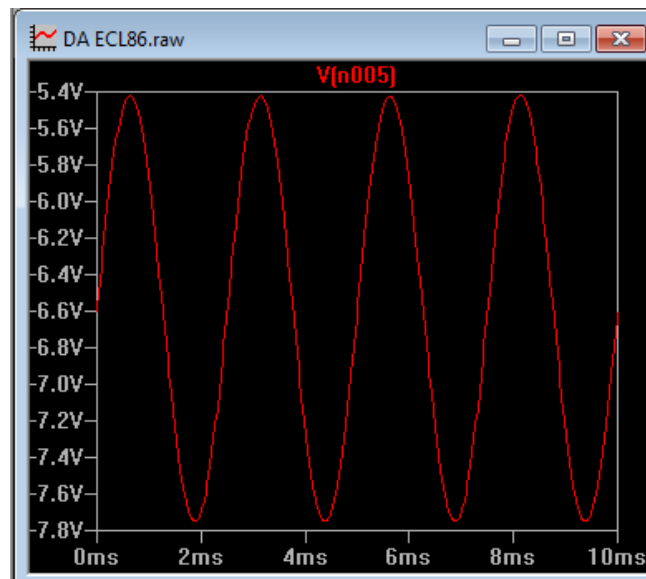 DA ECL86.raw
V(n005)
-5.4V
-5.6V
-5.8V
-6.0V
-6.2V
-6.4V
-6.6V
-6.8V
-7.0V
-7.2V
-7.4V
-7.6V
-7.8V
0ms 2ms 4ms 6ms 8ms 10ms